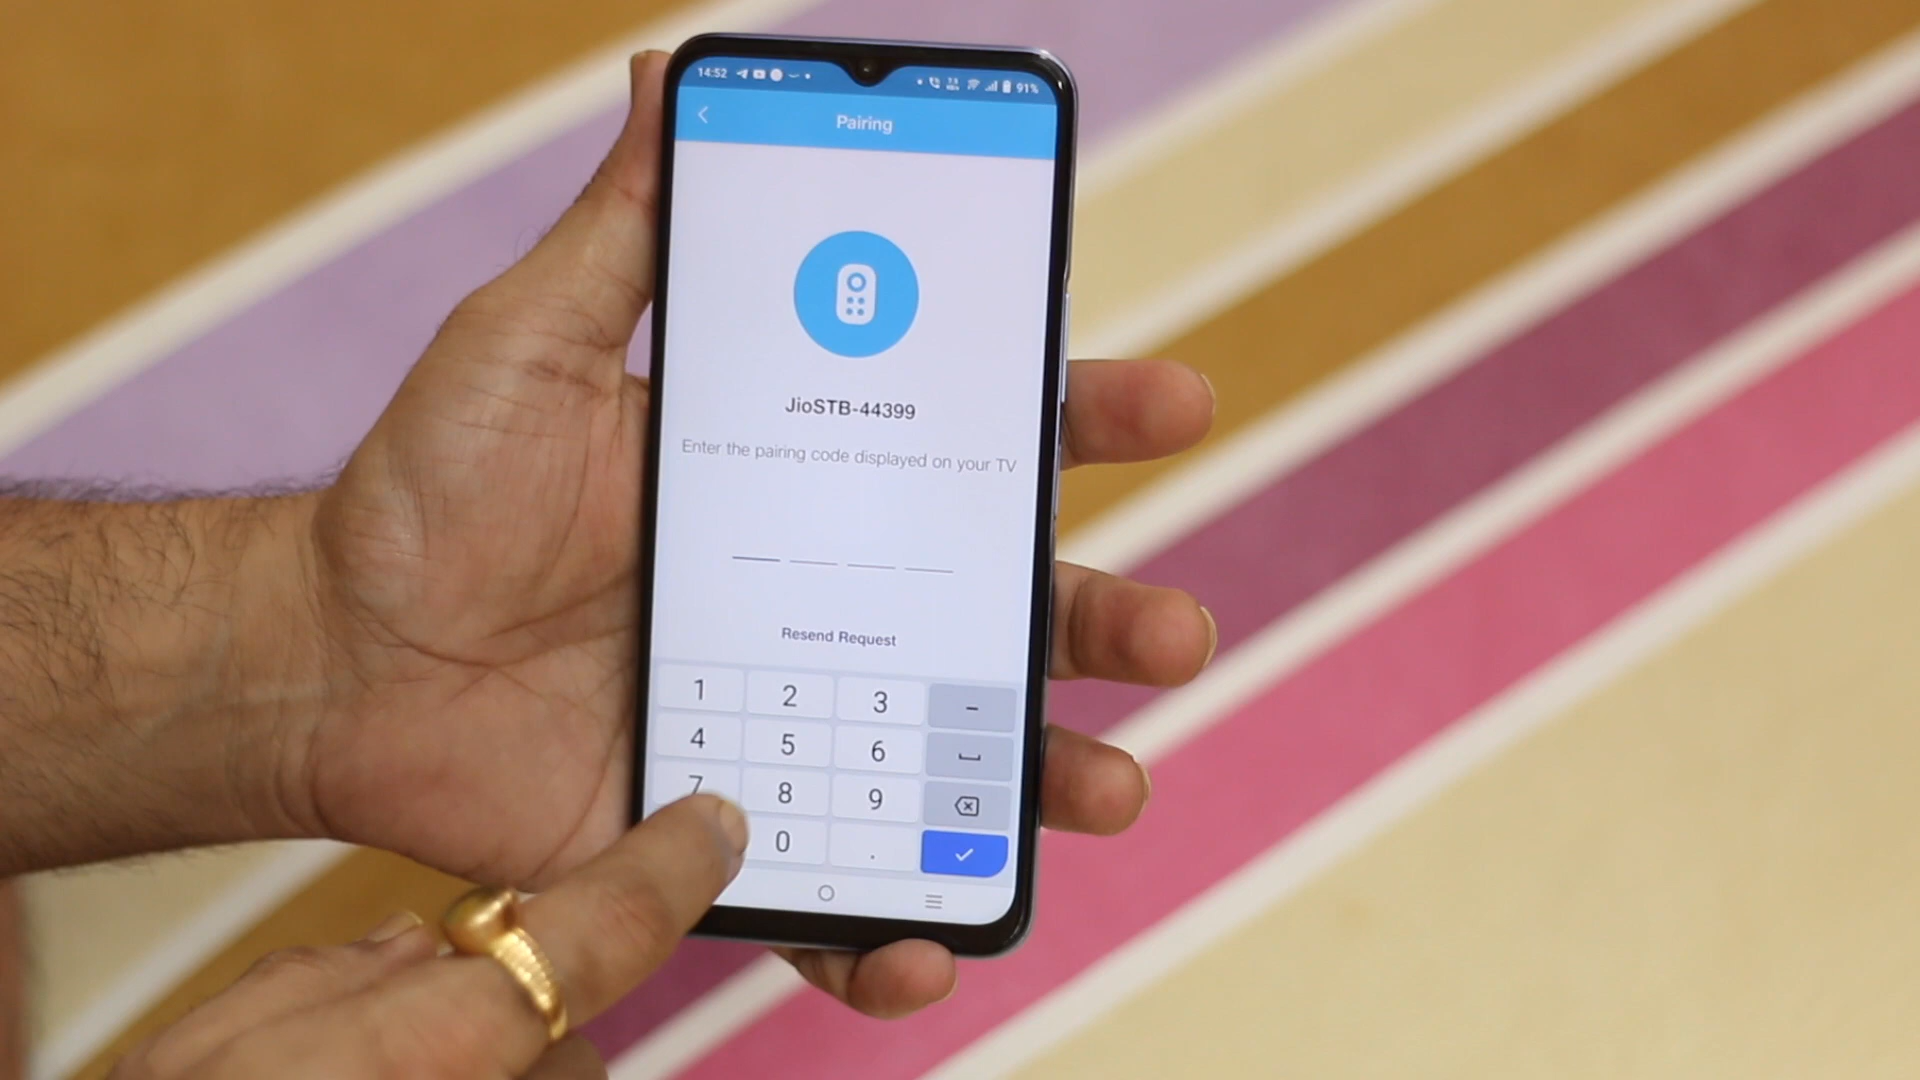 14:52 91%
Pairing
JioSTB-44399
Enter the pairing code displayed on your TV
Resend Request
1 2 3 -
4 5 6
7 8 9
0 .